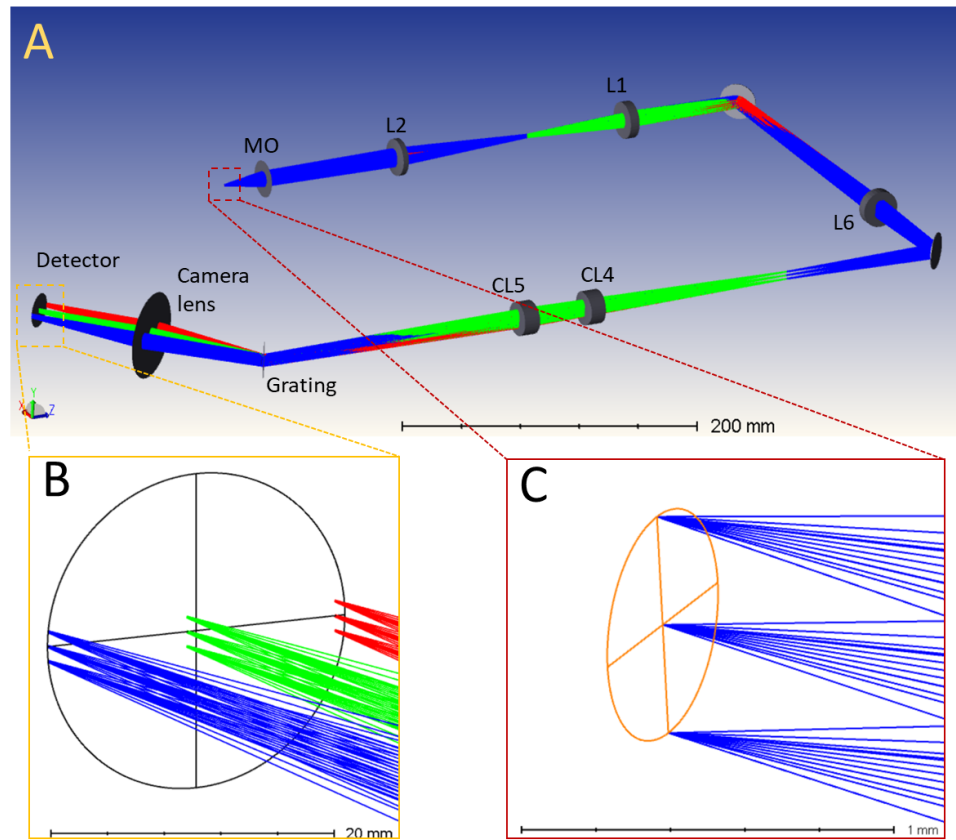 A
L1
L2
MO
L6
Detector
Camera
lens
CL5
CL4
Grating
X
Y
Z
200 mm
B
20 mm
C
1 mm